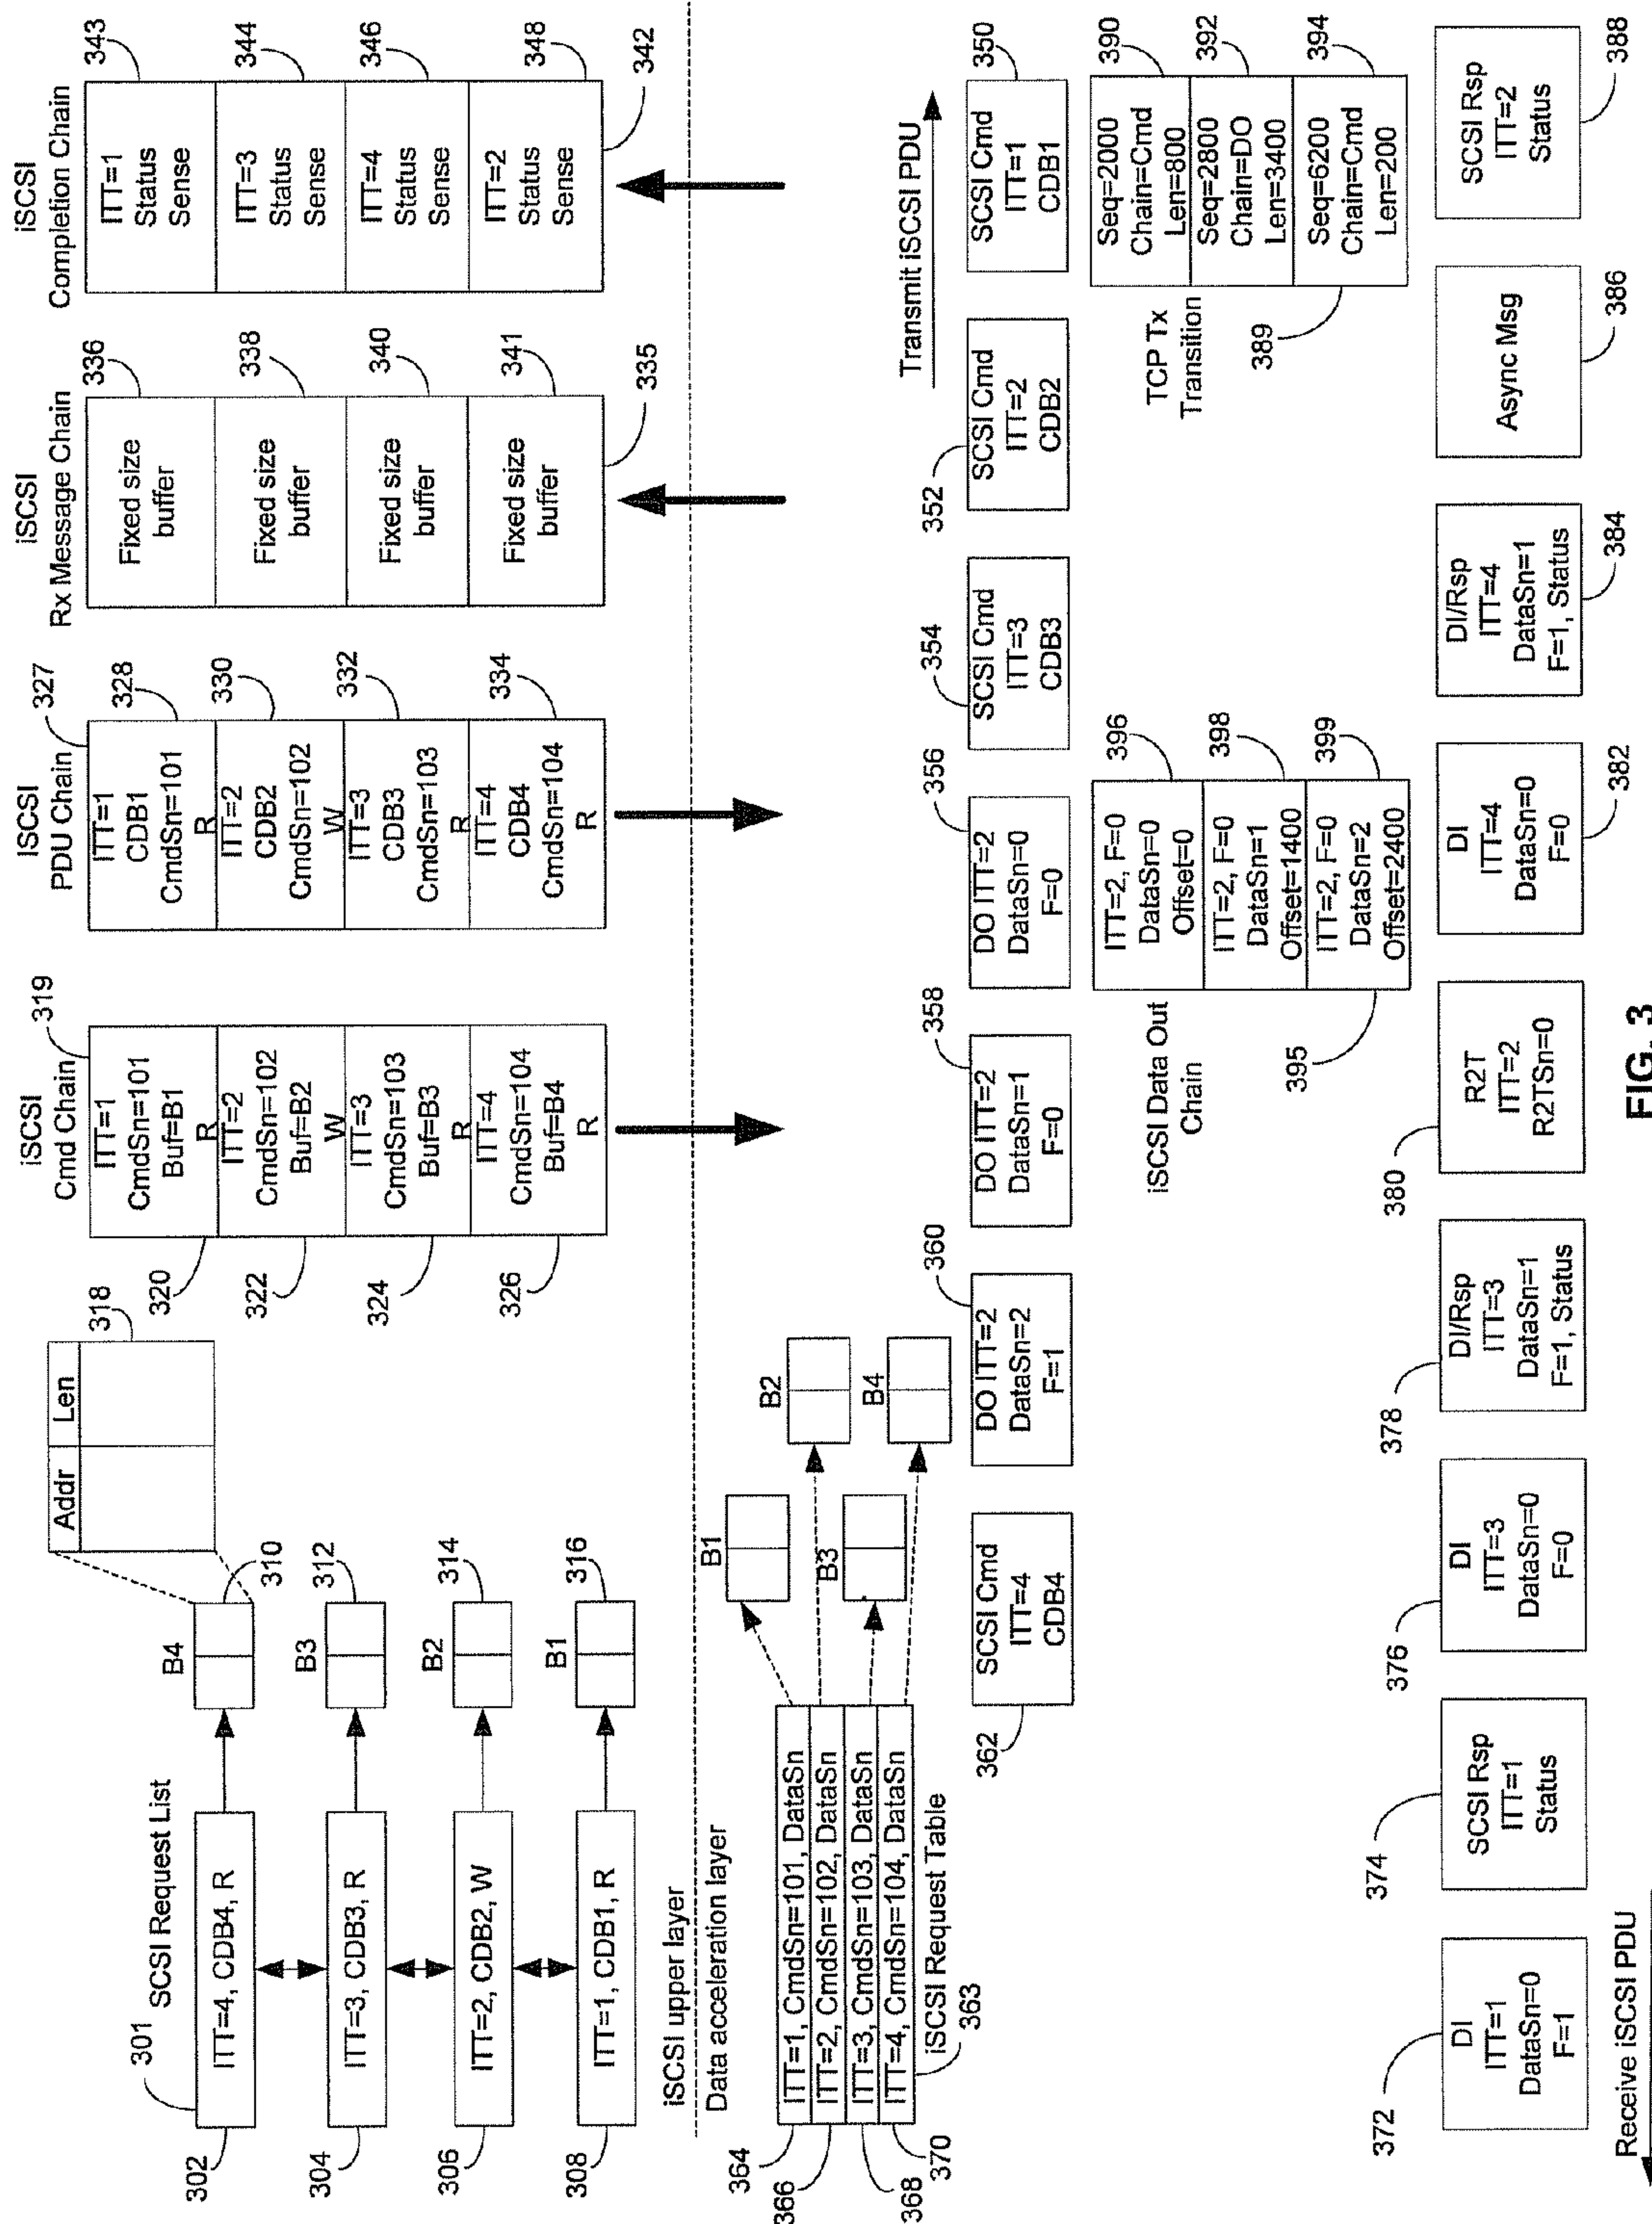 SCSI Request List
301
ITT=4, CDB4, R
302
ITT=3, CDB3, R
304
ITT=2, CDB2, W
306
ITT=1, CDB1, R
308
B4
310
B3
312
B2
314
B1
316
Addr
Len
318
iSCSI
Cmd Chain
319
ITT=1
CmdSn=101
Buf=B1
R
320
ITT=2
CmdSn=102
Buf=B2
W
322
ITT=3
CmdSn=103
Buf=B3
R
324
ITT=4
CmdSn=104
Buf=B4
R
326
ISCSI
PDU Chain
327
ITT=1
CDB1
CmdSn=101
R
328
ITT=2
CDB2
CmdSn=102
W
330
ITT=3
CDB3
CmdSn=103
R
332
ITT=4
CDB4
CmdSn=104
R
334
iSCSI
Rx Message Chain
Fixed size
buffer
336
Fixed size
buffer
338
Fixed size
buffer
340
Fixed size
buffer
341
335
iSCSI
Completion Chain
ITT=1
Status
Sense
343
ITT=3
Status
Sense
344
ITT=4
Status
Sense
346
ITT=2
Status
Sense
348
342
iSCSI upper layer
Data acceleration layer
364
ITT=1, CmdSn=101, DataSn
366
ITT=2, CmdSn=102, DataSn
368
ITT=3, CmdSn=103, DataSn
370
ITT=4, CmdSn=104, DataSn
iSCSI Request Table
363
B1
B2
B3
B4
Transmit iSCSI PDU
362
SCSI Cmd
ITT=4
CDB4
360
DO ITT=2
DataSn=2
F=1
358
DO ITT=2
DataSn=1
F=0
356
DO ITT=2
DataSn=0
F=0
354
SCSI Cmd
ITT=3
CDB3
352
SCSI Cmd
ITT=2
CDB2
350
SCSI Cmd
ITT=1
CDB1
iSCSI Data Out
Chain
395
ITT=2, F=0
DataSn=0
Offset=0
396
ITT=2, F=0
DataSn=1
Offset=1400
398
ITT=2, F=0
DataSn=2
Offset=2400
399
TCP Tx
Transition
389
Seq=2000
Chain=Cmd
Len=800
390
Seq=2800
Chain=DO
Len=3400
392
Seq=6200
Chain=Cmd
Len=200
394
372
DI
ITT=1
DataSn=0
F=1
374
SCSI Rsp
ITT=1
Status
376
DI
ITT=3
DataSn=0
F=0
378
DI/Rsp
ITT=3
DataSn=1
F=1, Status
380
R2T
ITT=2
R2TSn=0
DI
ITT=4
DataSn=0
F=0
382
DI/Rsp
ITT=4
DataSn=1
F=1, Status
384
Async Msg
386
SCSI Rsp
ITT=2
Status
388
Receive iSCSI PDU
FIG. 3